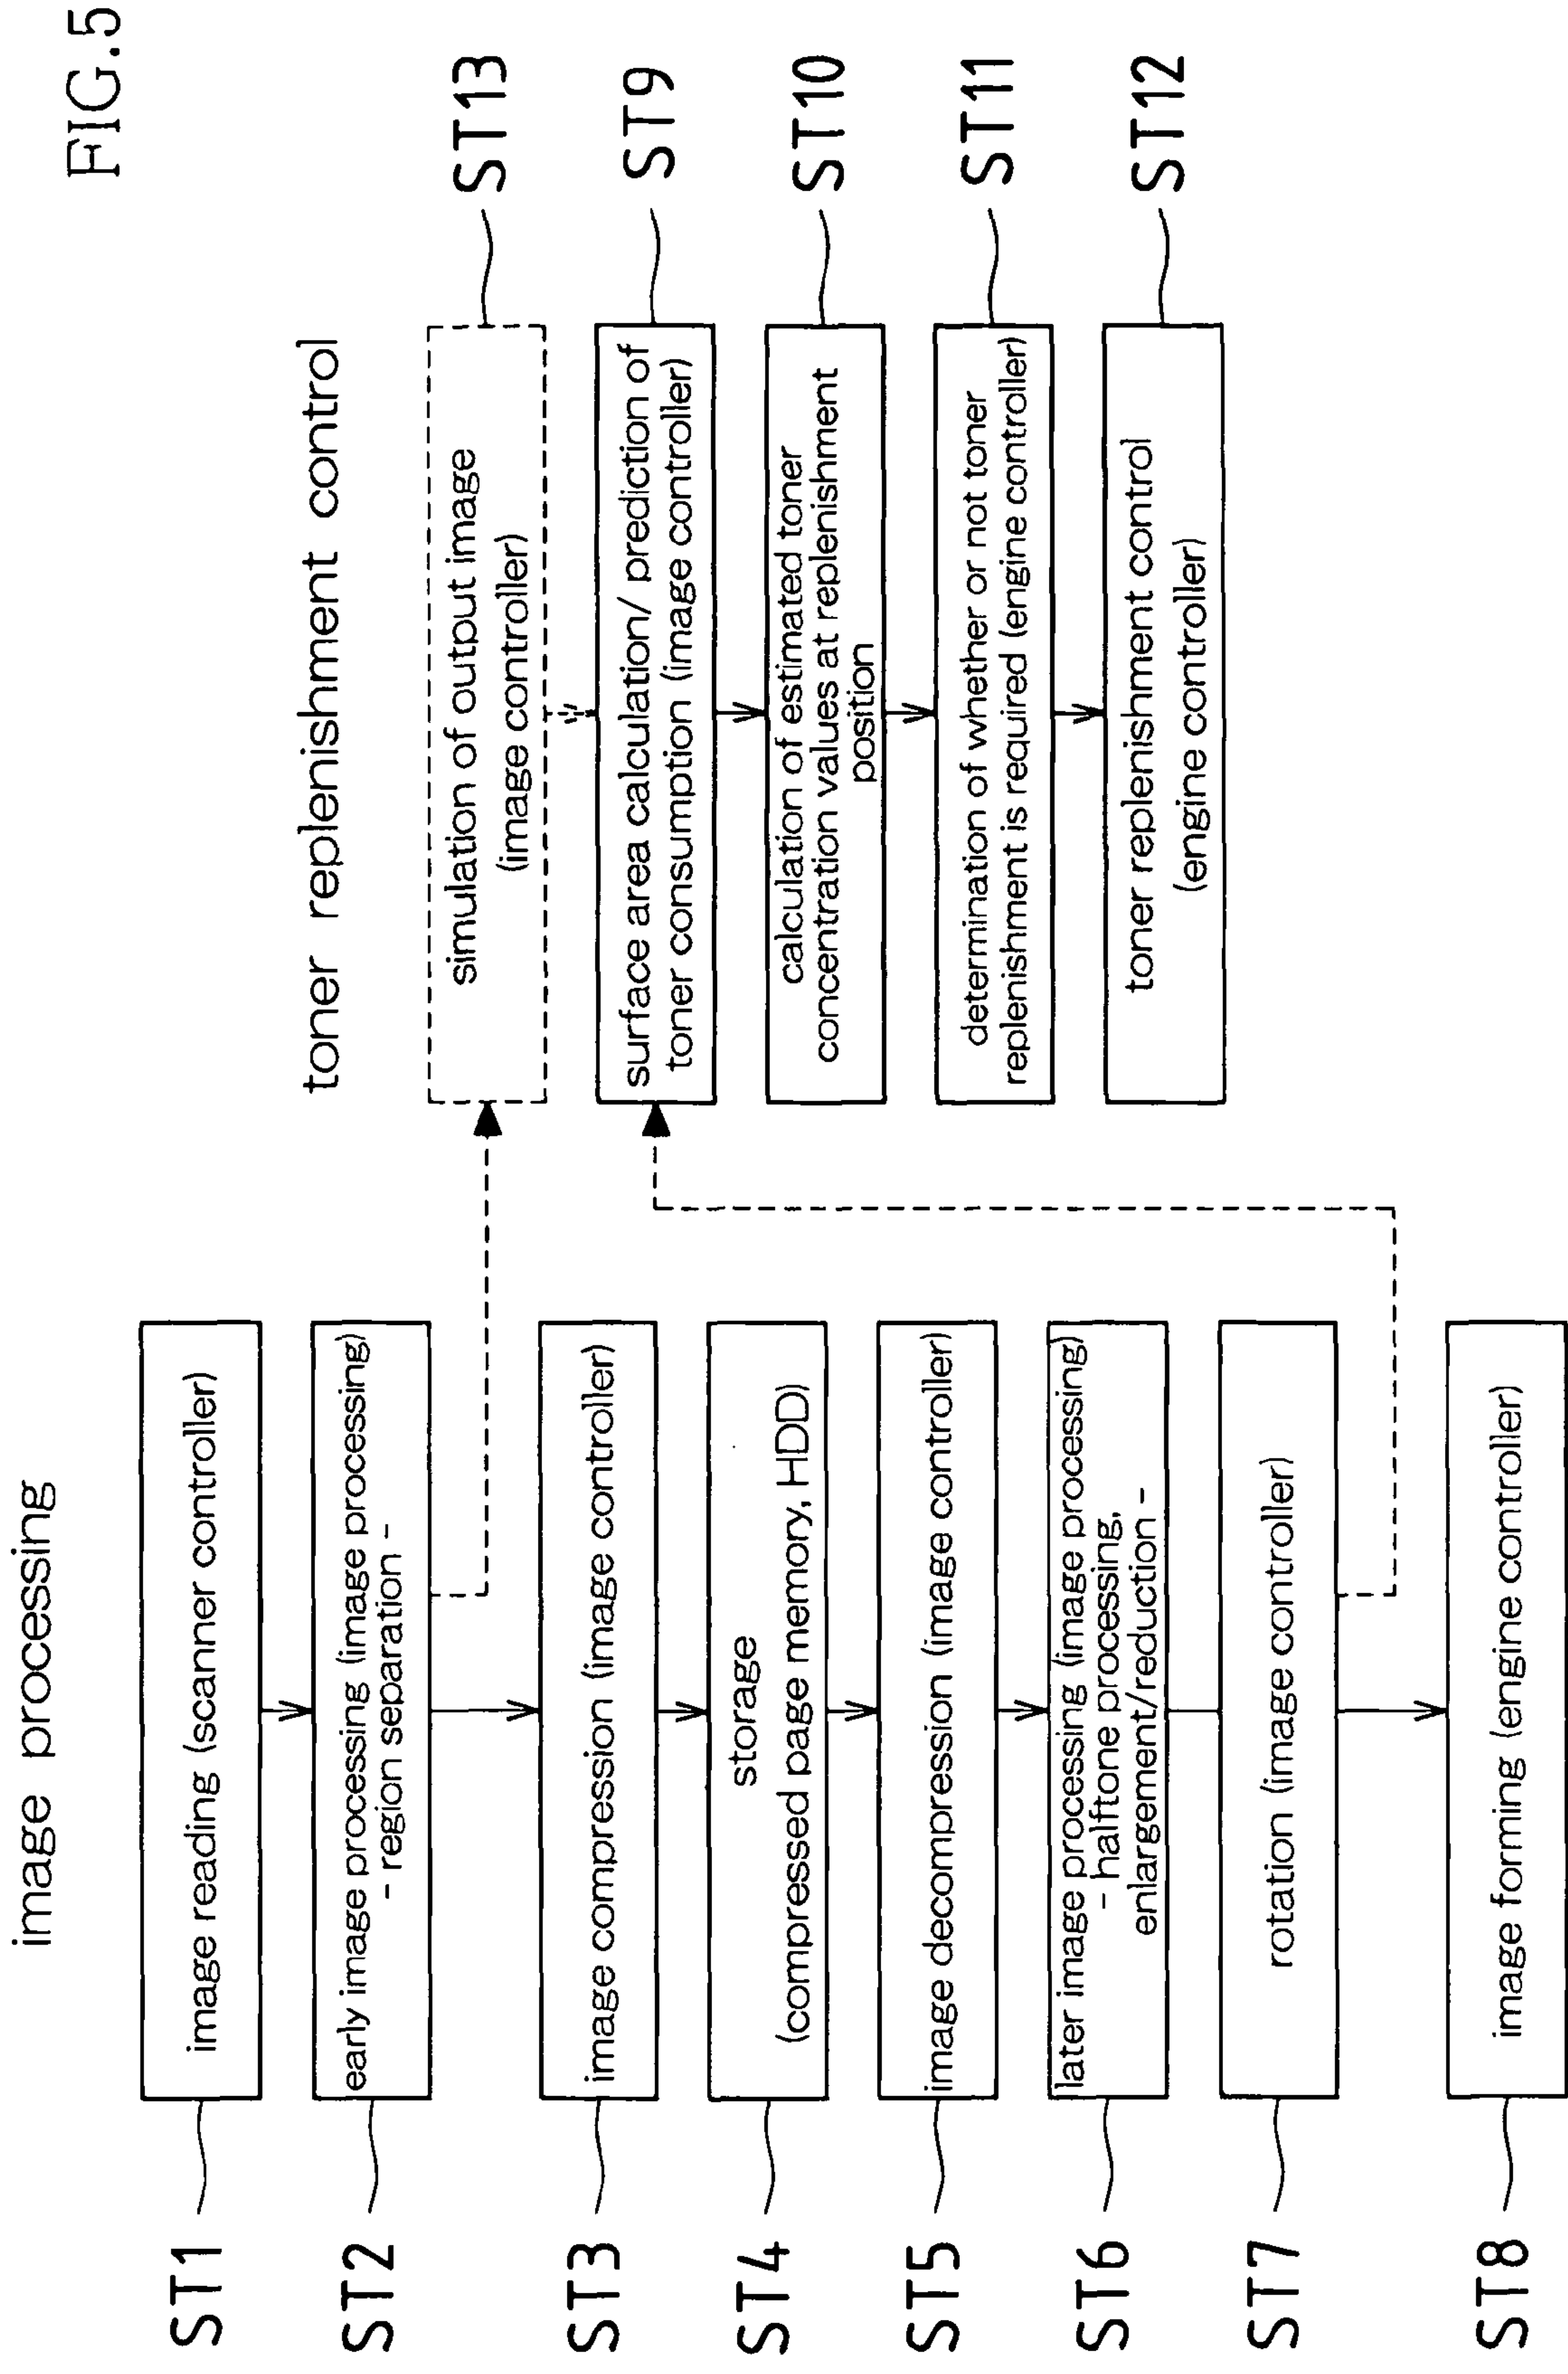 FIG.5
image processing
ST1
image reading (scanner controller)
ST2
early image processing (image processing)
- region separation -
ST3
image compression (image controller)
ST4
storage
(compressed page memory, HDD)
ST5
image decompression (image controller)
ST6
later image processing (image processing)
- halftone processing,
enlargement/reduction -
ST7
rotation (image controller)
ST8
image forming (engine controller)
toner replenishment control
simulation of output image
(image controller)
ST13
surface area calculation/ prediction of
toner consumption (image controller)
ST9
calculation of estimated toner
concentration values at replenishment
position
ST10
determination of whether or not toner
replenishment is required (engine controller)
ST11
toner replenishment control
(engine controller)
ST12